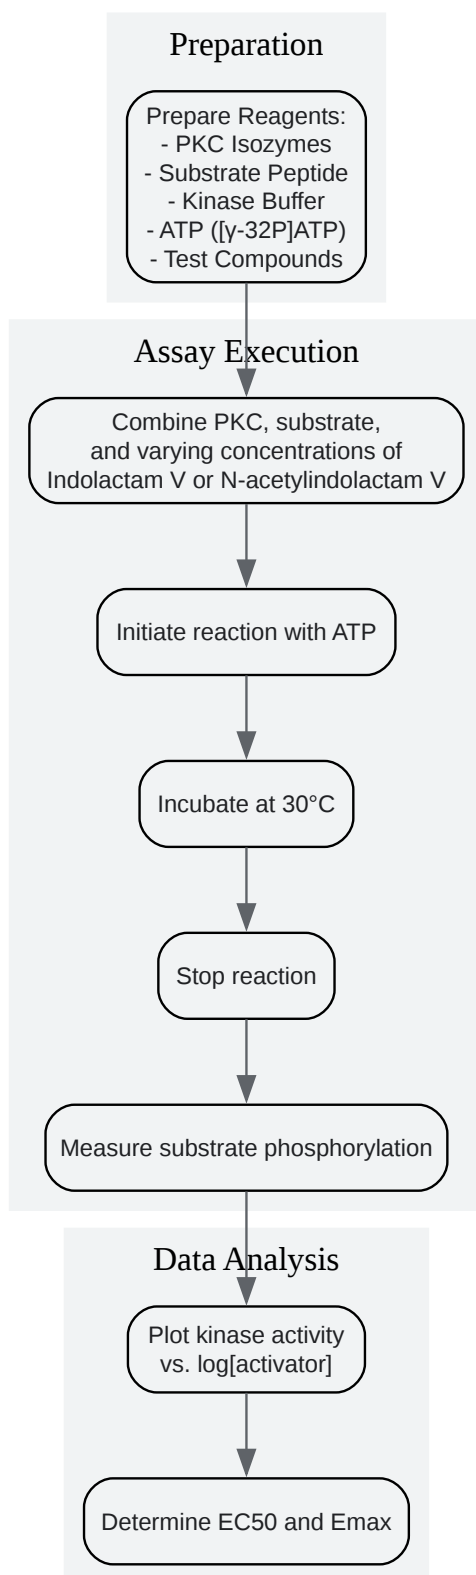 Preparation
Prepare Reagents:
- PKC Isozymes
- Substrate Peptide
- Kinase Buffer
- ATP ([γ-32P]ATP)
- Test Compounds
Assay Execution
Combine PKC, substrate,
and varying concentrations of
Indolactam V or N-acetylindolactam V
Initiate reaction with ATP
Incubate at 30°C
Stop reaction
Measure substrate phosphorylation
Data Analysis
Plot kinase activity
vs. log[activator]
Determine EC50 and Emax